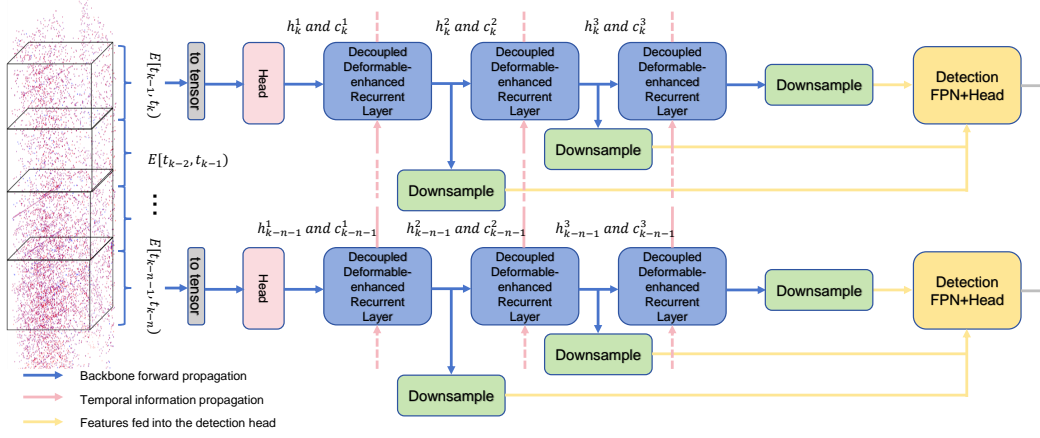 h_k^1 and c_k^1
h_k^2 and c_k^2
h_k^3 and c_k^3
E[t_{k-1}, t_k)
to tensor
Head
Decoupled
Deformable-
enhanced
Recurrent
Layer
Decoupled
Deformable-
enhanced
Recurrent
Layer
Decoupled
Deformable-
enhanced
Recurrent
Layer
Downsample
Detection
FPN+Head
Downsample
Downsample
E[t_{k-2}, t_{k-1})
...
h_{k-n-1}^1 and c_{k-n-1}^1
h_{k-n-1}^2 and c_{k-n-1}^2
h_{k-n-1}^3 and c_{k-n-1}^3
E[t_{k-n-1}, t_{k-n})
to tensor
Head
Decoupled
Deformable-
enhanced
Recurrent
Layer
Decoupled
Deformable-
enhanced
Recurrent
Layer
Decoupled
Deformable-
enhanced
Recurrent
Layer
Downsample
Detection
FPN+Head
Downsample
Downsample
Backbone forward propagation
Temporal information propagation
Features fed into the detection head